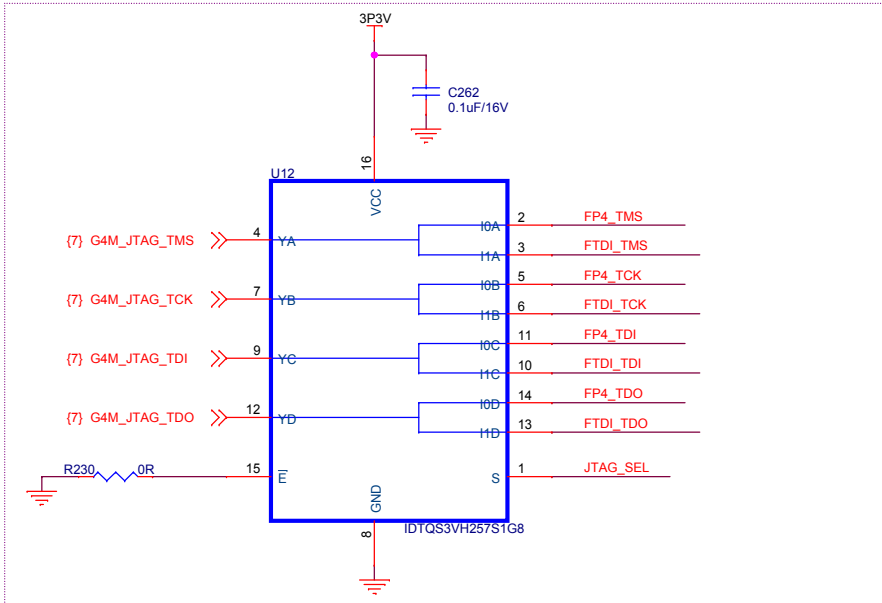 3P3V
C262
0.1uF/16V
16
U12
VCC
{7} G4M_JTAG_TMS 4 YA I0A 2 FP4_TMS
I1A 3 FTDI_TMS
{7} G4M_JTAG_TCK 7 YB I0B 5 FP4_TCK
I1B 6 FTDI_TCK
{7} G4M_JTAG_TDI 9 YC I0C 11 FP4_TDI
I1C 10 FTDI_TDI
{7} G4M_JTAG_TDO 12 YD I0D 14 FP4_TDO
I1D 13 FTDI_TDO
R230 0R 15 E S 1 JTAG_SEL
GND
IDTQS3VH257S1G8
8